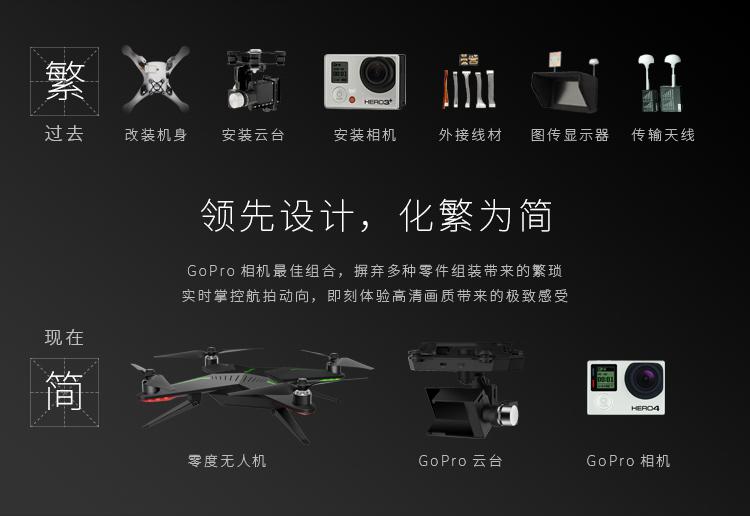 繁
过去
改装机身
安装云台
HERO3+
安装相机
外接线材
图传显示器
传输天线
领先设计，化繁为简
GoPro 相机最佳组合，摒弃多种零件组装带来的繁琐
实时掌控航拍动向，即刻体验高清画质带来的极致感受
现在
简
HERO4
零度无人机
GoPro 云台
GoPro 相机